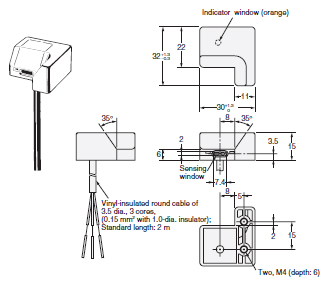 Indicator window (orange)
22
32 +1.3 -0.3
11
30 +1.3 0
35°
8
35°
2
6
3.5
15
Sensing
window
7.4
Vinyl-insulated round cable of
3.5 dia., 3 cores,
(0.15 mm² with 1.0-dia. insulator);
Standard length: 2 m
8
5
2
15
Two, M4 (depth: 6)